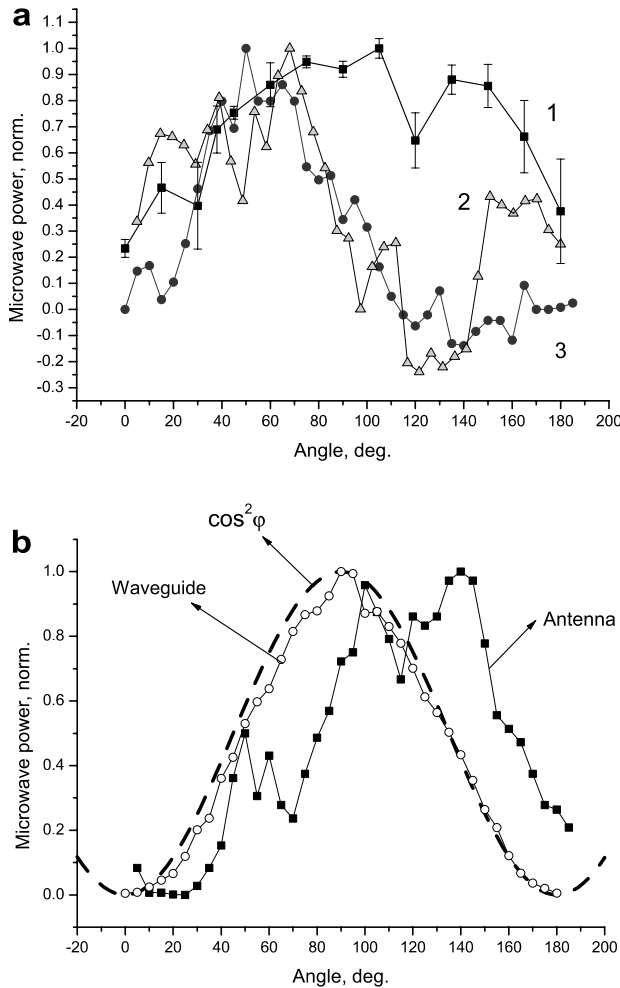 a
1.1
1.0
0.9
0.8
0.7
0.6
0.5
0.4
0.3
0.2
0.1
0.0
-0.1
-0.2
-0.3
Microwave power, norm.
1
2
3
-20 0 20 40 60 80 100 120 140 160 180 200
Angle, deg.
b
cos²φ
Waveguide
Antenna
1.0
0.8
0.6
0.4
0.2
0.0
Microwave power, norm.
-20 0 20 40 60 80 100 120 140 160 180 200
Angle, deg.